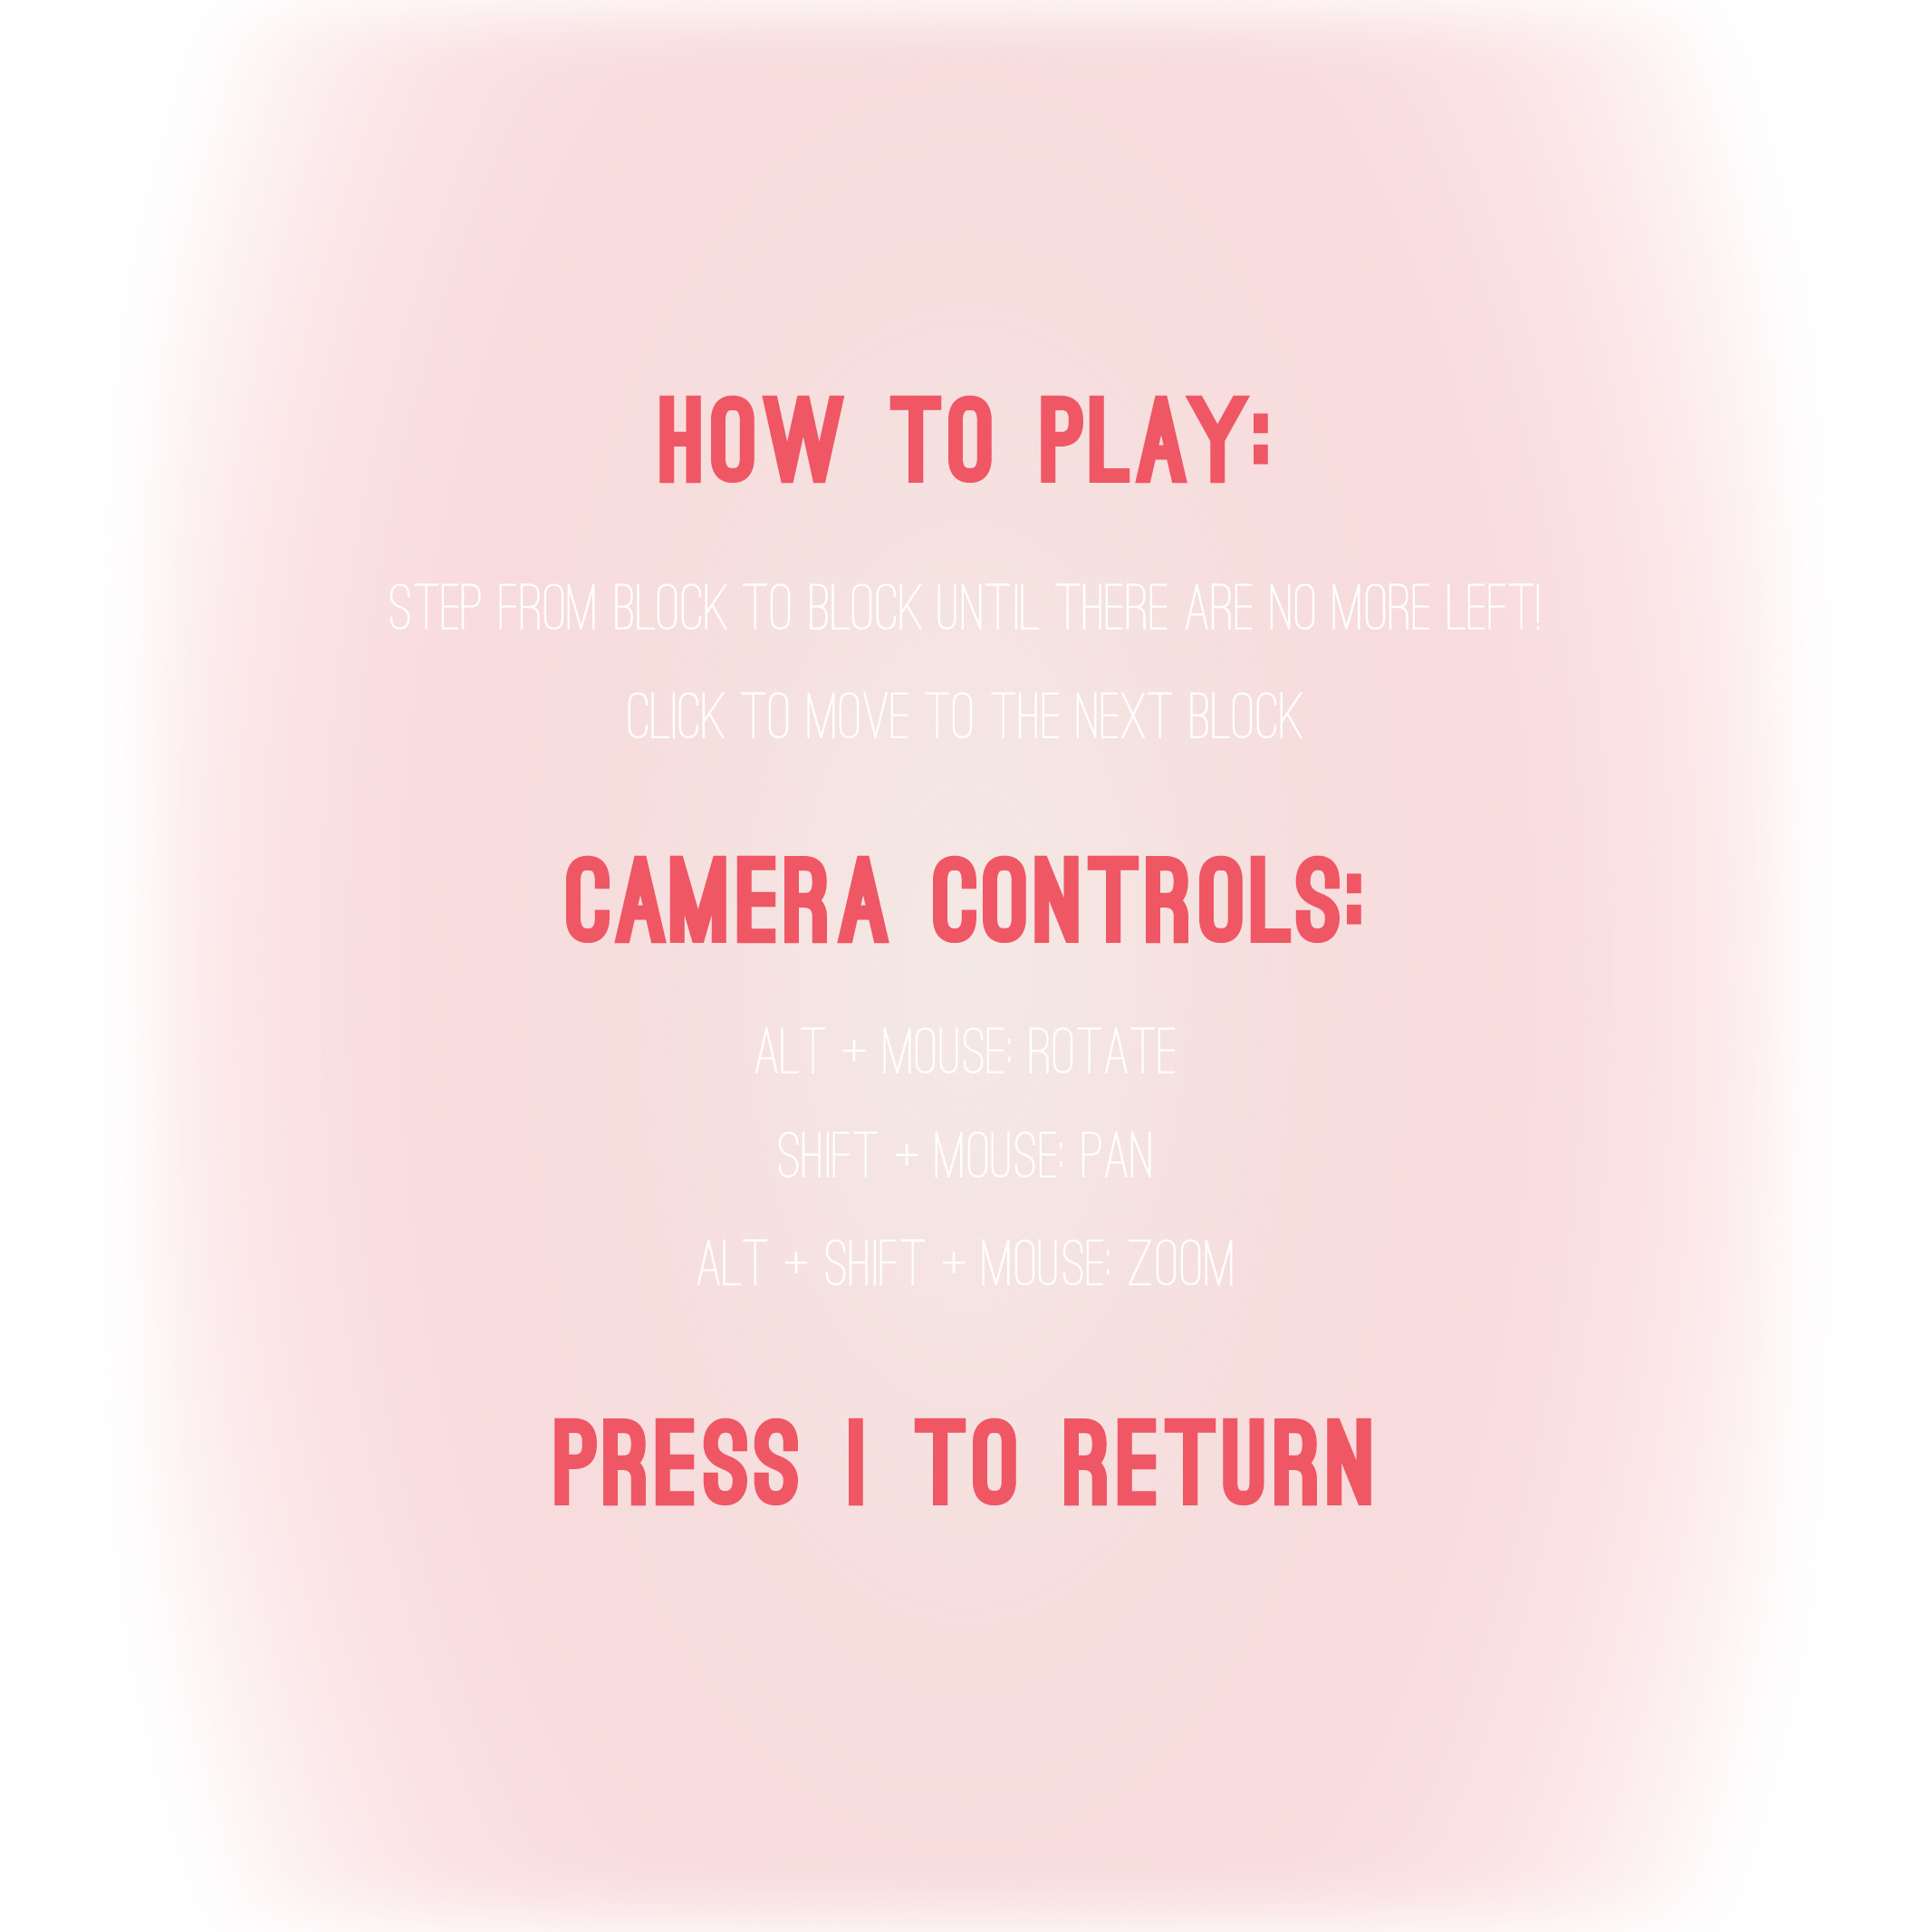 HOW TO PLAY:
STEP FROM BLOCK TO BLOCK UNTIL THERE ARE NO MORE LEFT!
CLICK TO MOVE TO THE NEXT BLOCK
CAMERA CONTROLS:
ALT + MOUSE: ROTATE
SHIFT + MOUSE: PAN
ALT + SHIFT + MOUSE: ZOOM
PRESS I TO RETURN